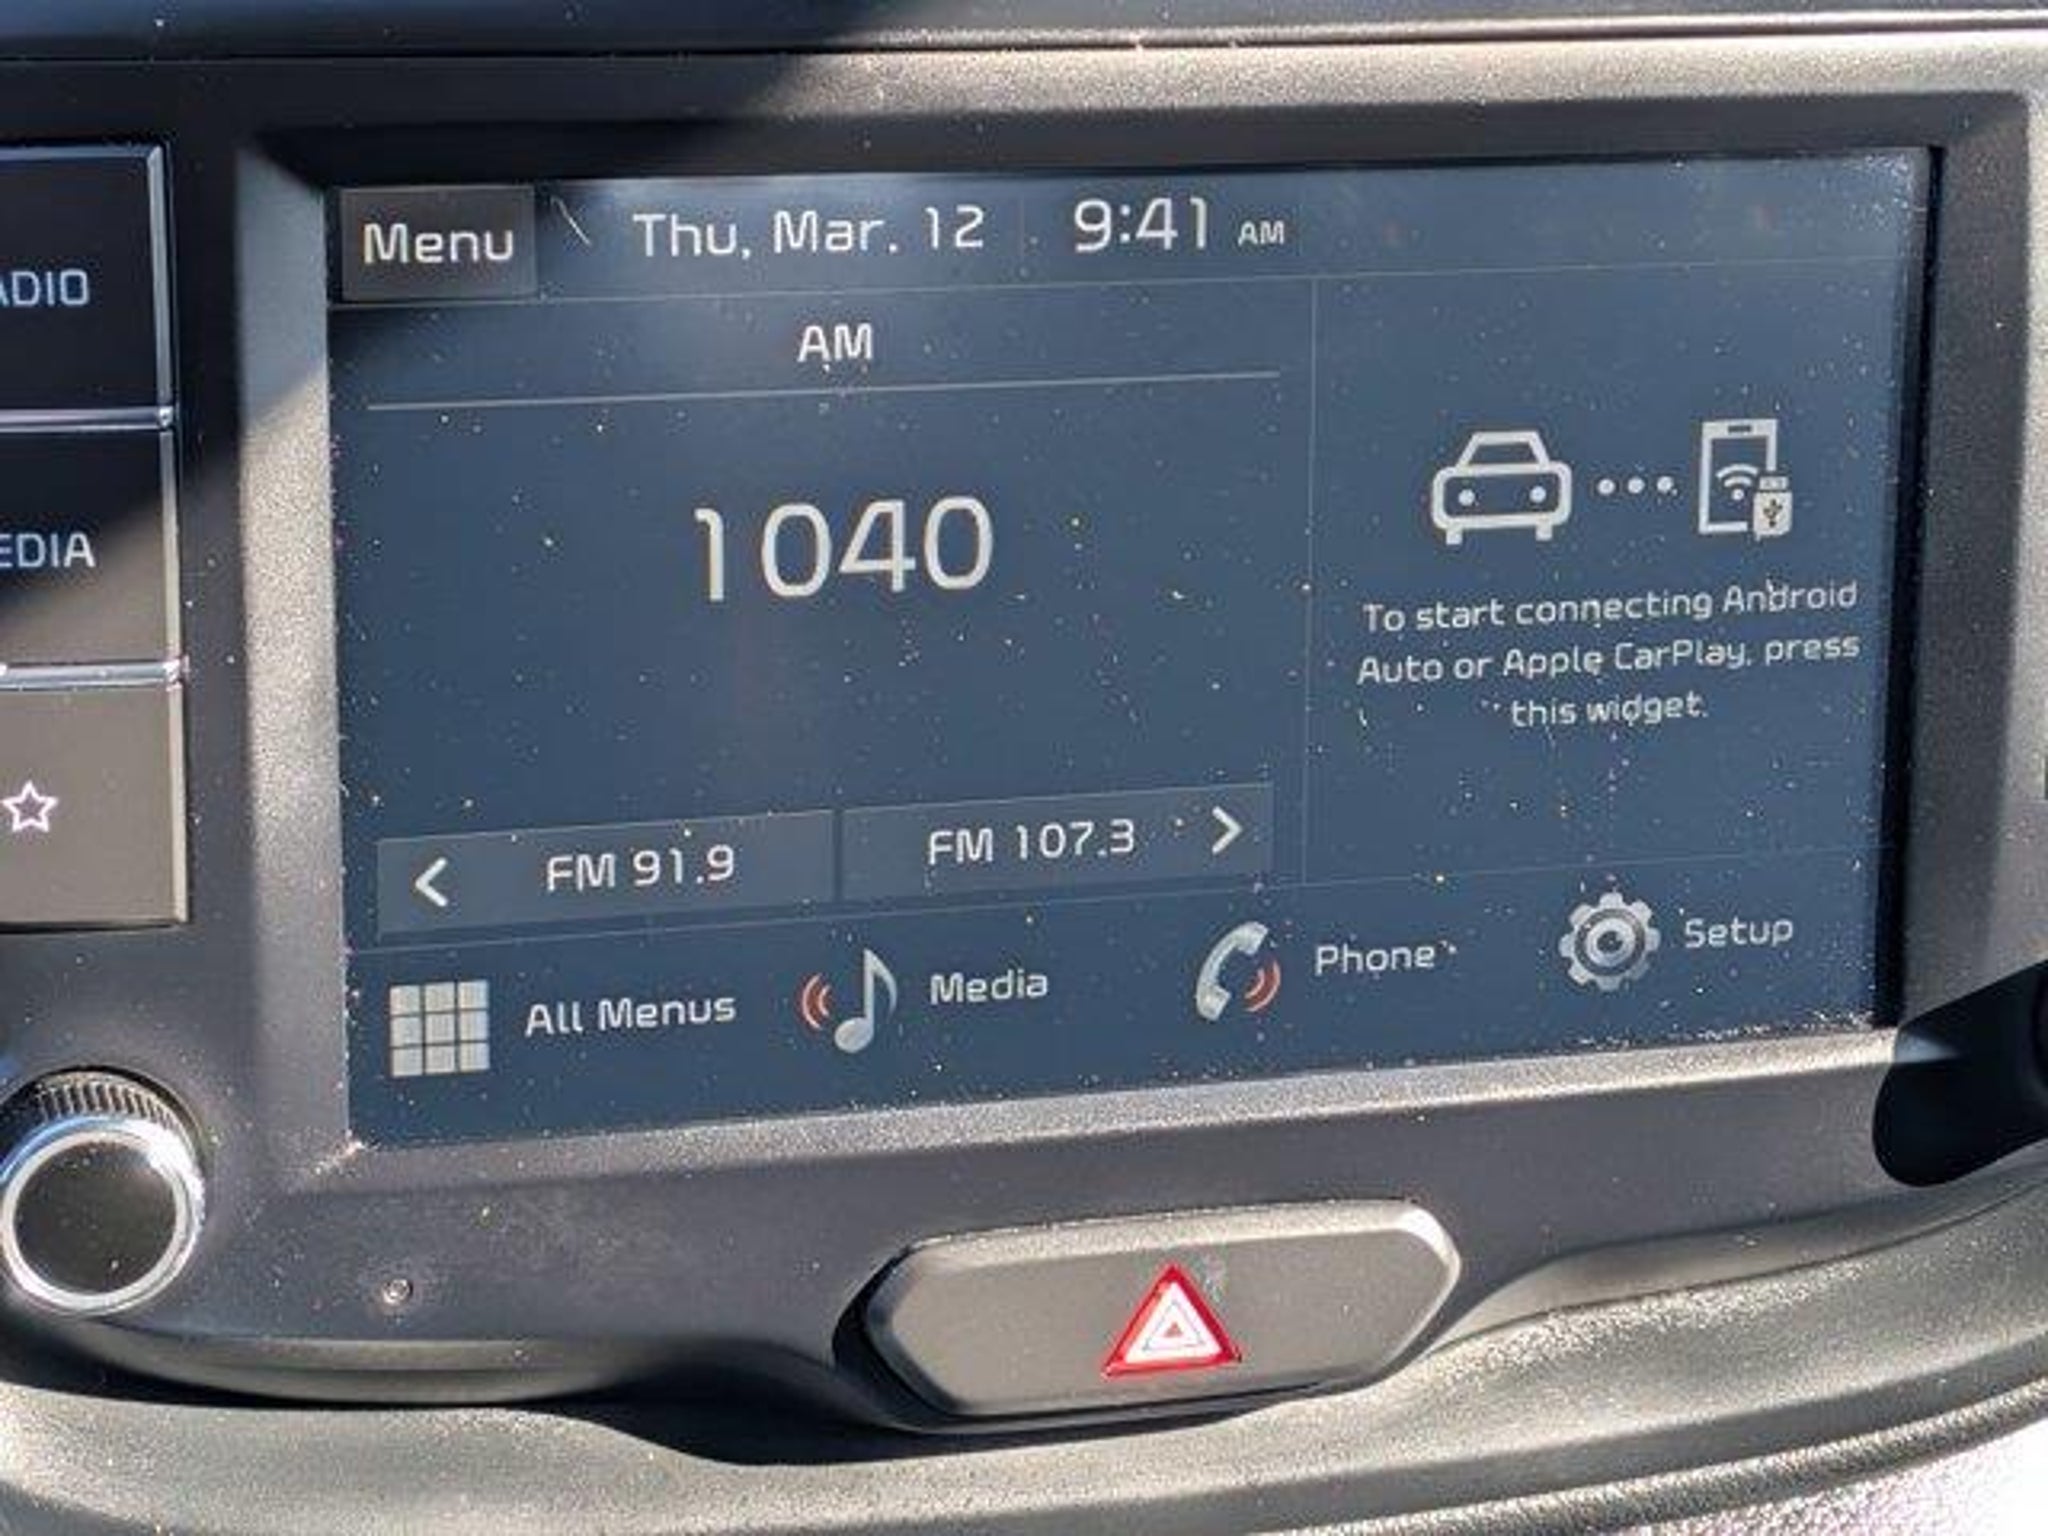 Menu
Thu, Mar. 12
9:41 AM
ADIO
AM
1040
EDIA
To start connecting Android
Auto or Apple CarPlay, press
this widget.
< FM 91.9
FM 107.3 >
All Menus
Media
Phone
Setup